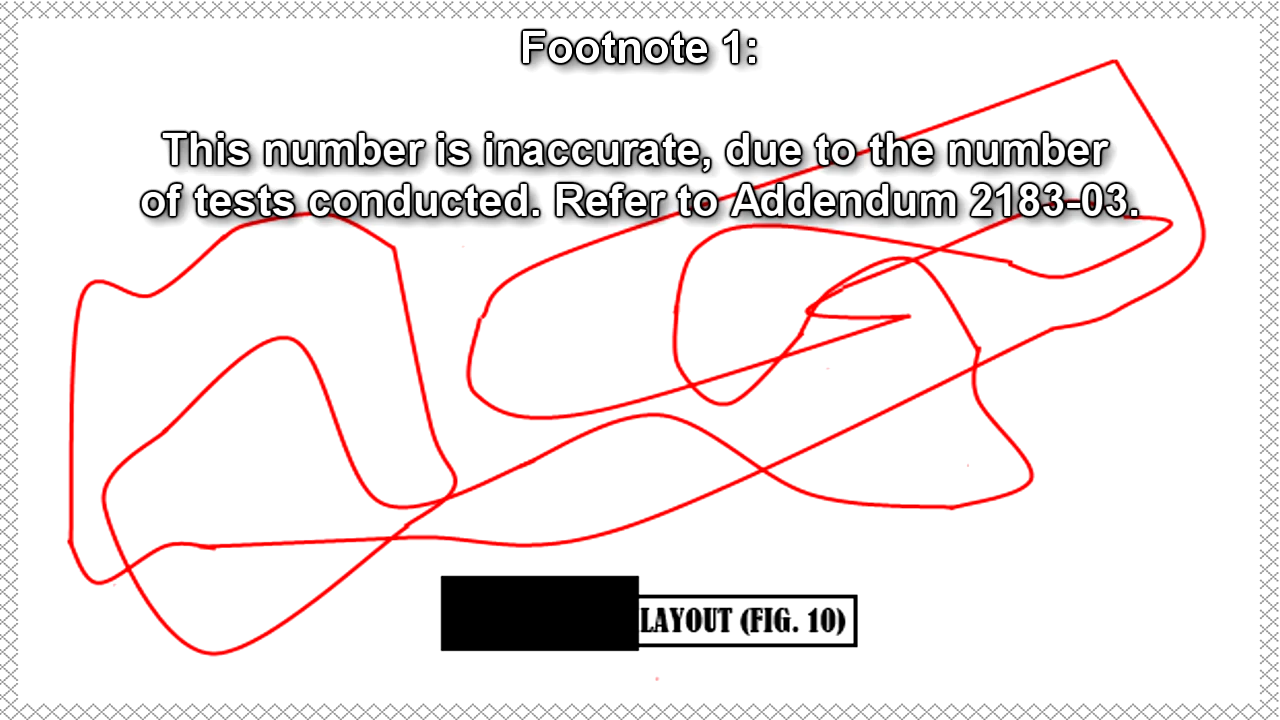 Footnote 1:
This number is inaccurate, due to the number
of tests conducted. Refer to Addendum 2183-03.
LAYOUT (FIG. 10)